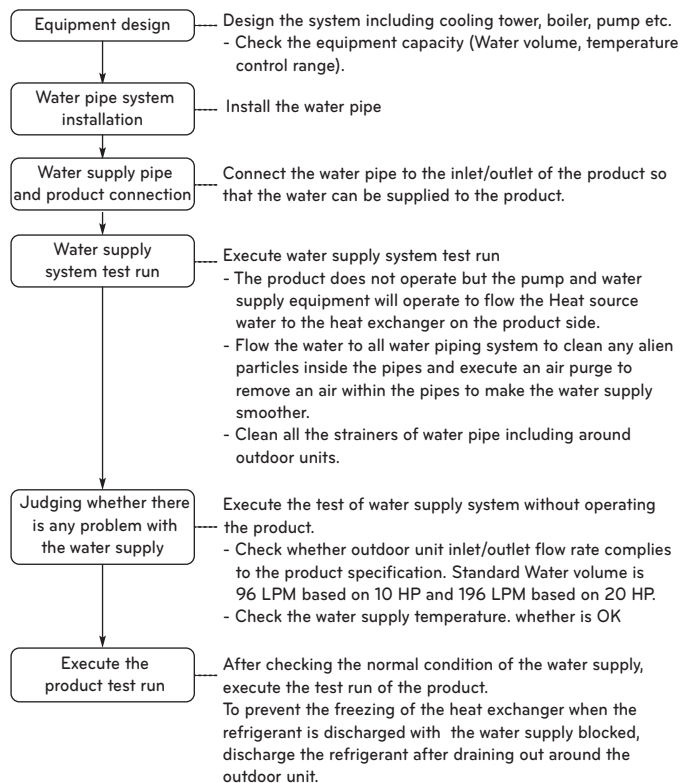 Equipment design
Design the system including cooling tower, boiler, pump etc.
- Check the equipment capacity (Water volume, temperature
control range).
Water pipe system
installation
Install the water pipe
Water supply pipe
and product connection
Connect the water pipe to the inlet/outlet of the product so
that the water can be supplied to the product.
Water supply
system test run
Execute water supply system test run
- The product does not operate but the pump and water
supply equipment will operate to flow the Heat source
water to the heat exchanger on the product side.
- Flow the water to all water piping system to clean any alien
particles inside the pipes and execute an air purge to
remove an air within the pipes to make the water supply
smoother.
- Clean all the strainers of water pipe including around
outdoor units.
Judging whether there
is any problem with
the water supply
Execute the test of water supply system without operating
the product.
- Check whether outdoor unit inlet/outlet flow rate complies
to the product specification. Standard Water volume is
96 LPM based on 10 HP and 196 LPM based on 20 HP.
- Check the water supply temperature. whether is OK
Execute the
product test run
After checking the normal condition of the water supply,
execute the test run of the product.
To prevent the freezing of the heat exchanger when the
refrigerant is discharged with the water supply blocked,
discharge the refrigerant after draining out around the
outdoor unit.